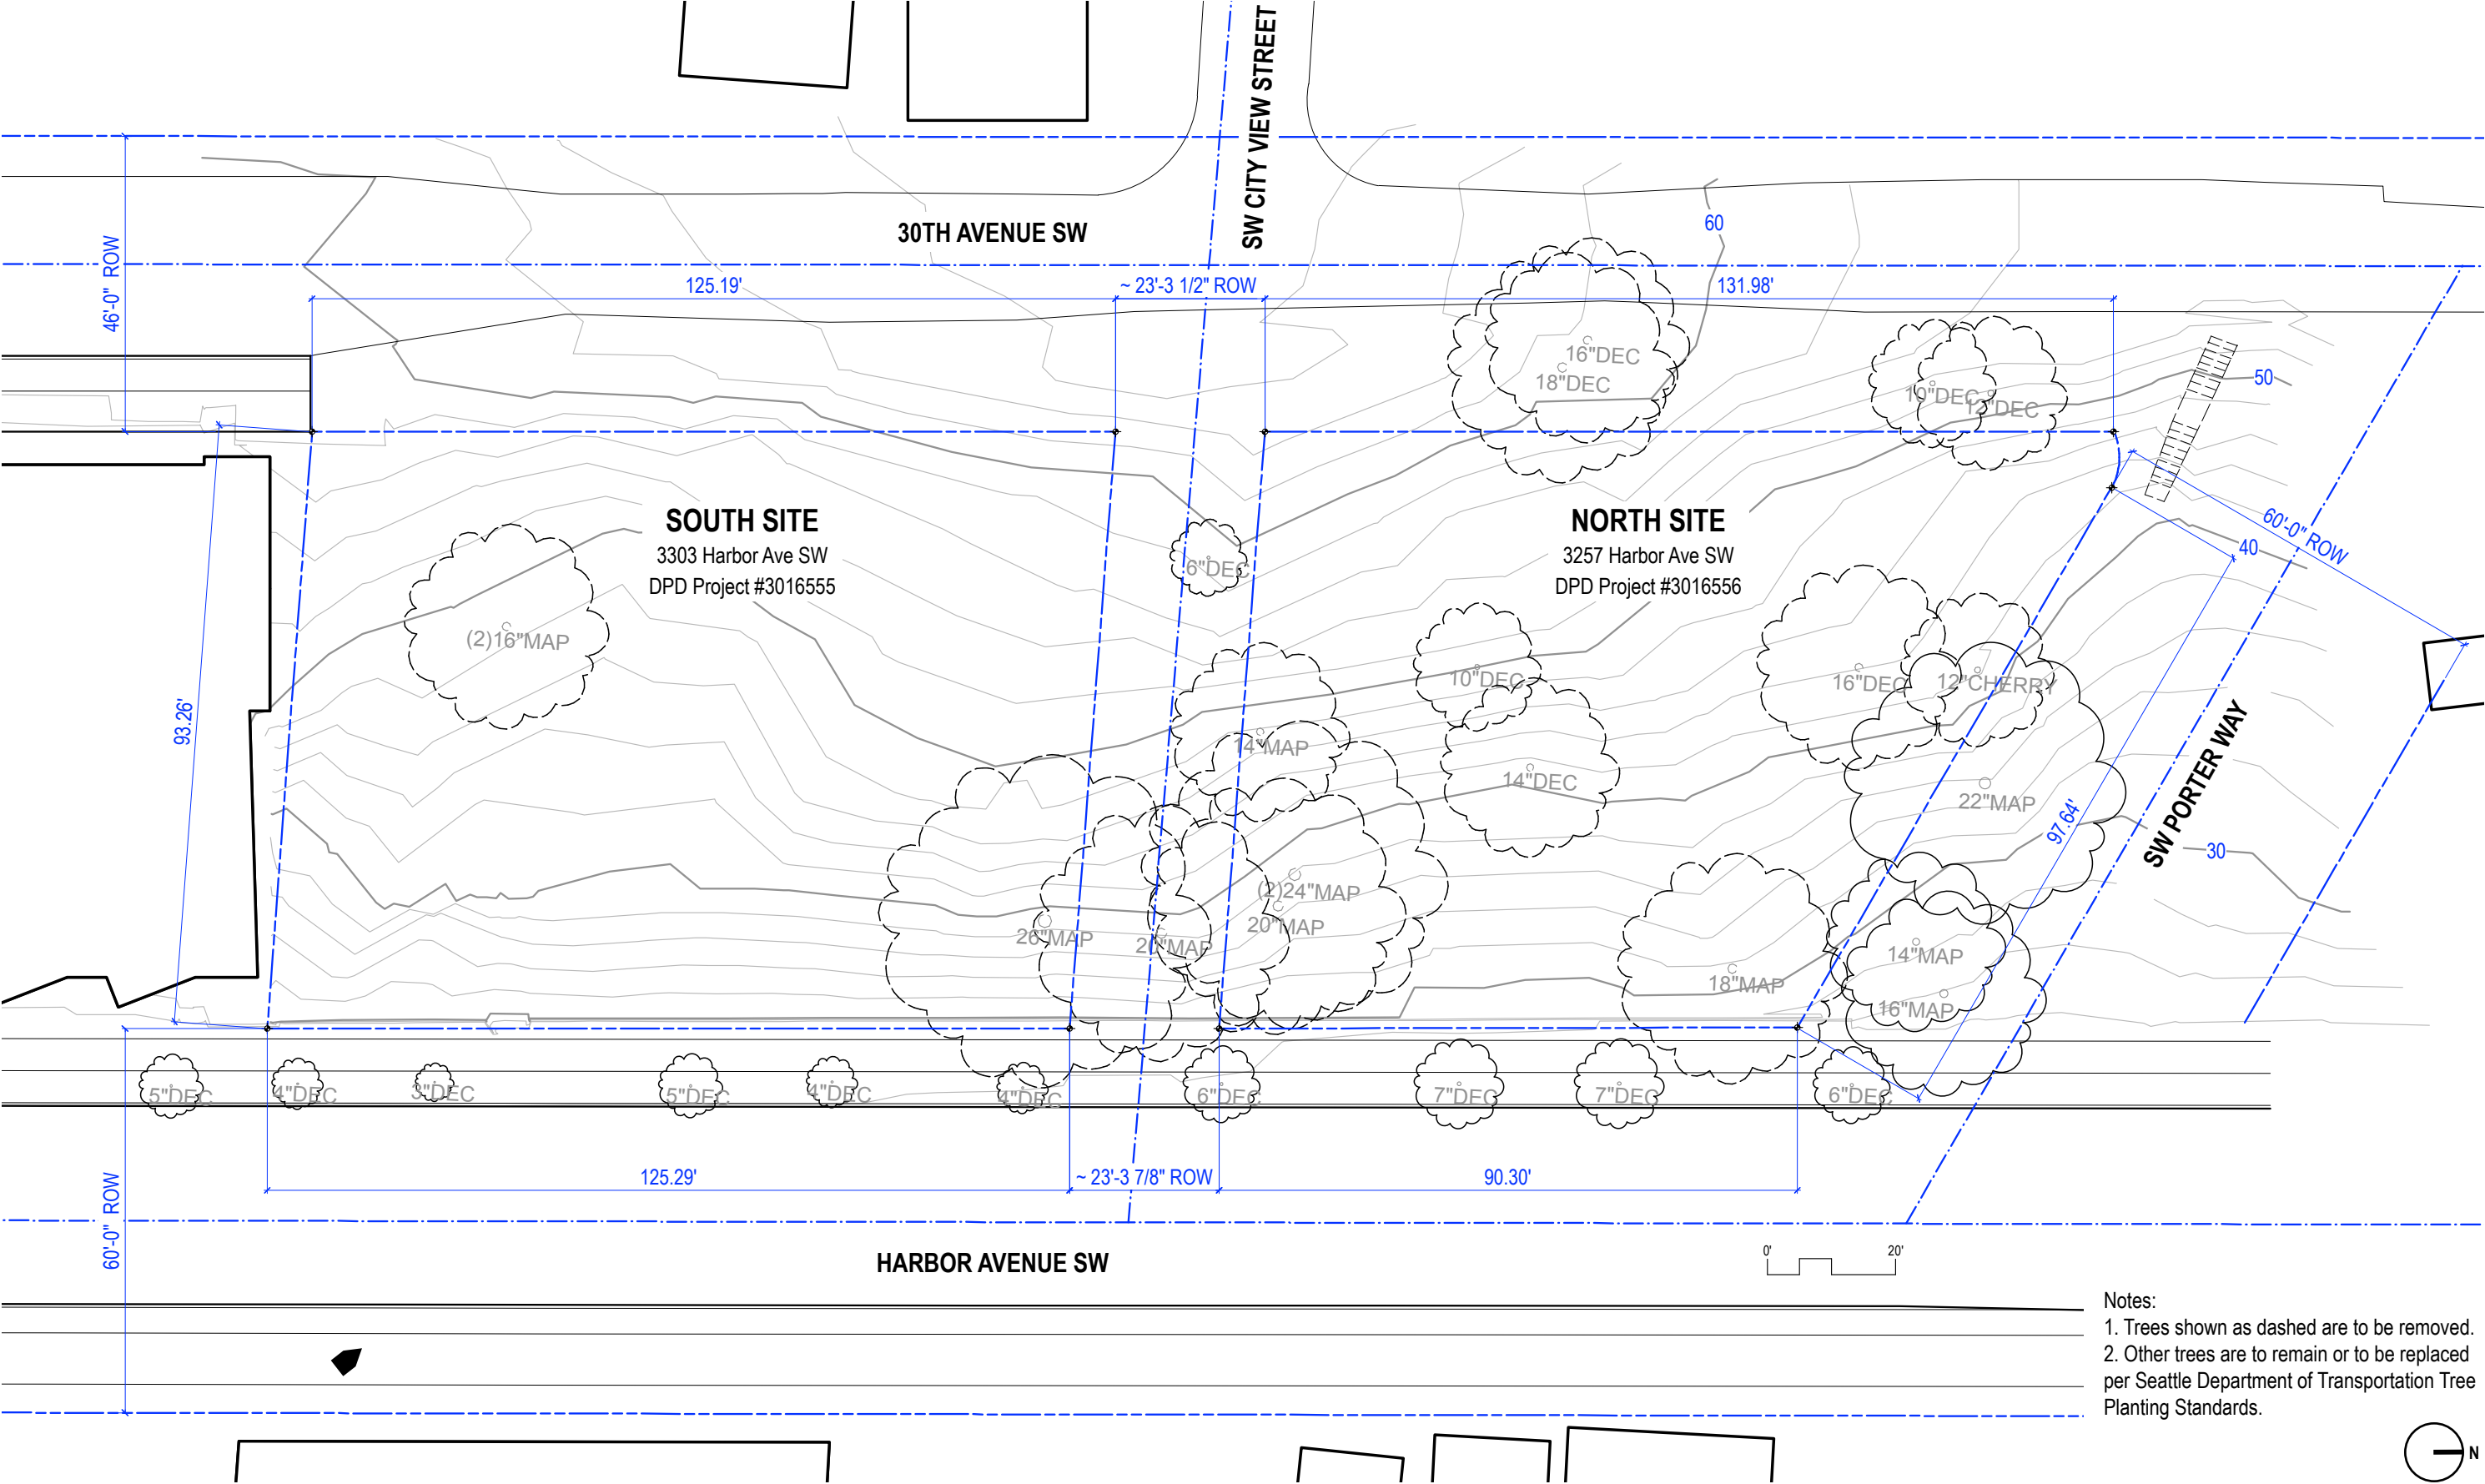 SW CITY VIEW STREET
30TH AVENUE SW
60
46'-0" ROW
125.19'
~ 23'-3 1/2" ROW
131.98'
16"DEC
18"DEC
10"DEC
12"DEC
50
SOUTH SITE
3303 Harbor Ave SW
DPD Project #3016555
NORTH SITE
3257 Harbor Ave SW
DPD Project #3016556
6"DEC
60'-0" ROW
40
(2)16"MAP
10"DEC
16"DEC
12"CHERRY
93.26'
14"MAP
14"DEC
22"MAP
97.64'
SW PORTER WAY
30
(2)24"MAP
20"MAP
26"MAP
20"MAP
14"MAP
18"MAP
16"MAP
5"DEC
4"DEC
3"DEC
5"DEC
4"DEC
4"DEC
6"DEC
7"DEC
7"DEC
6"DEC
125.29'
~ 23'-3 7/8" ROW
90.30'
60'-0" ROW
HARBOR AVENUE SW
0'
20'
Notes:
1. Trees shown as dashed are to be removed.
2. Other trees are to remain or to be replaced
per Seattle Department of Transportation Tree
Planting Standards.
N